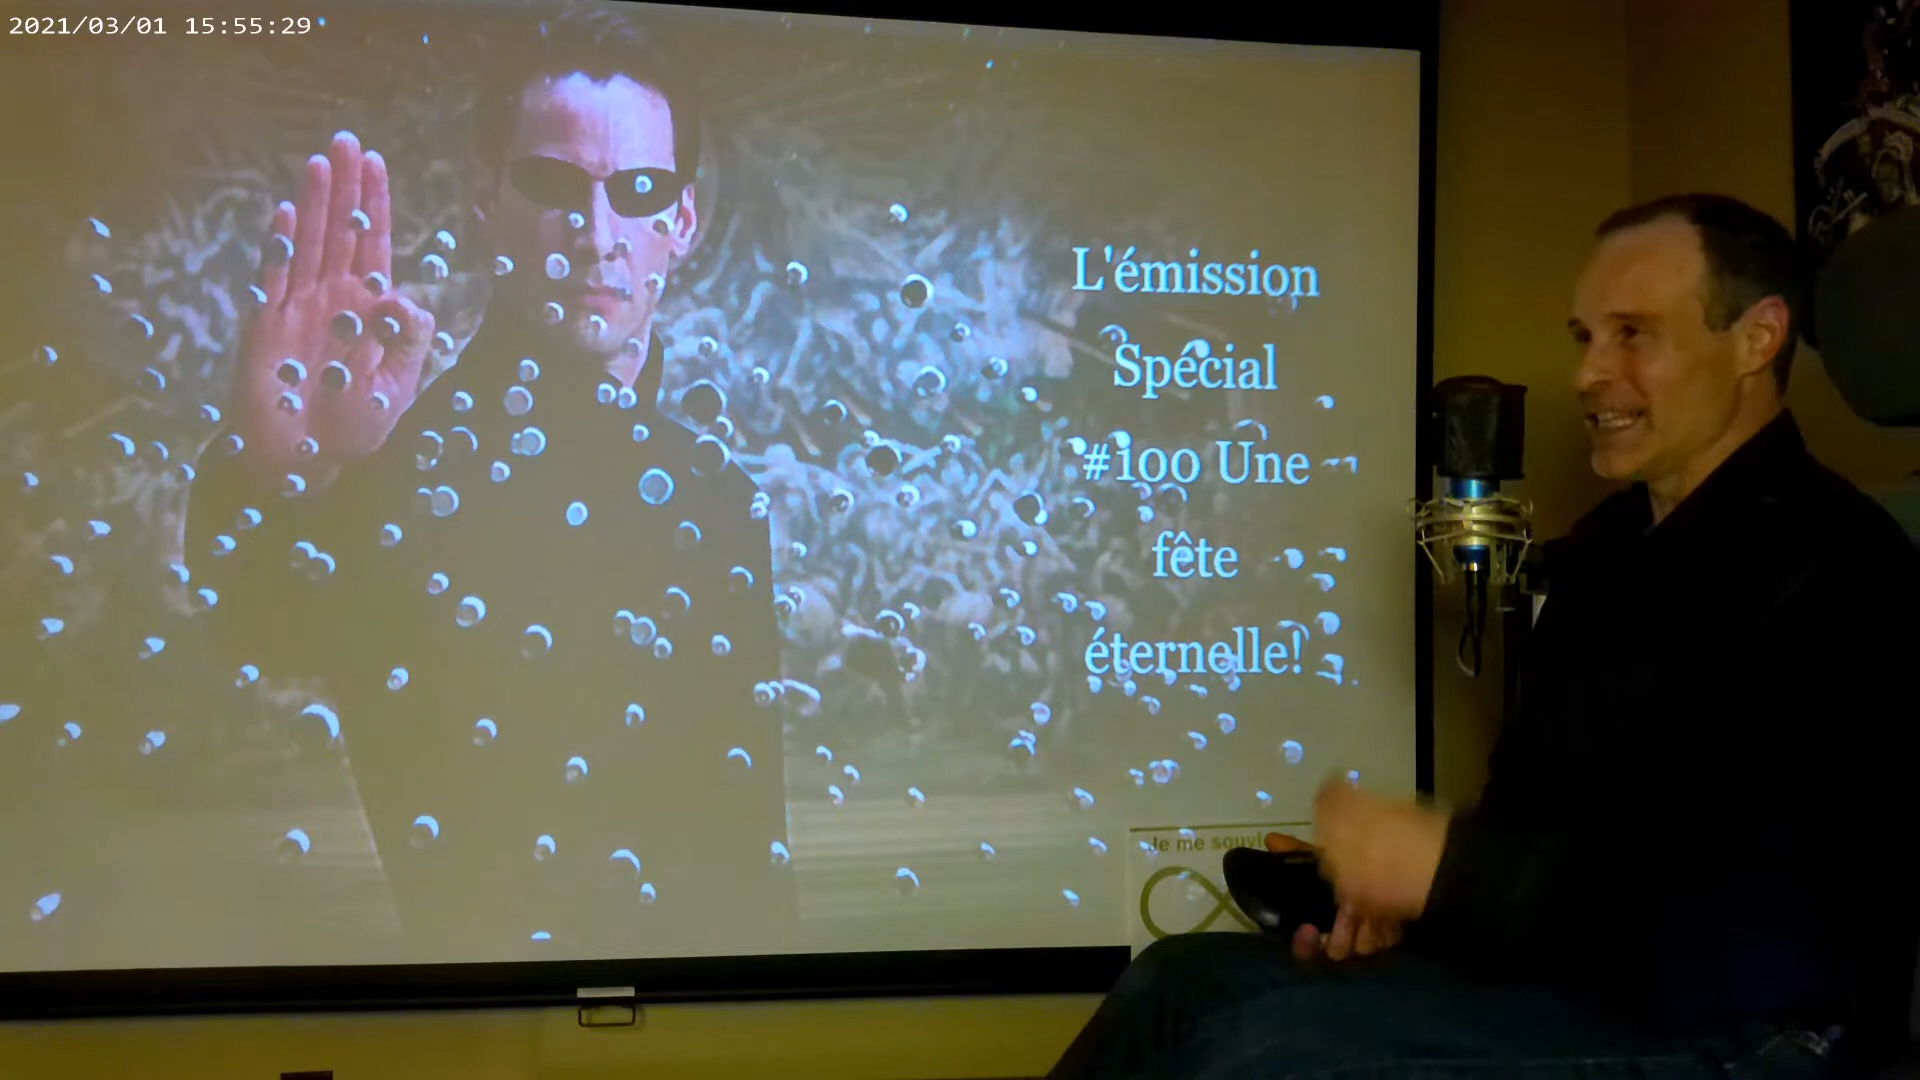 2021/03/01 15:55:29
L'émission
Spécial
#100 Une
fête
éternelle!
Je me